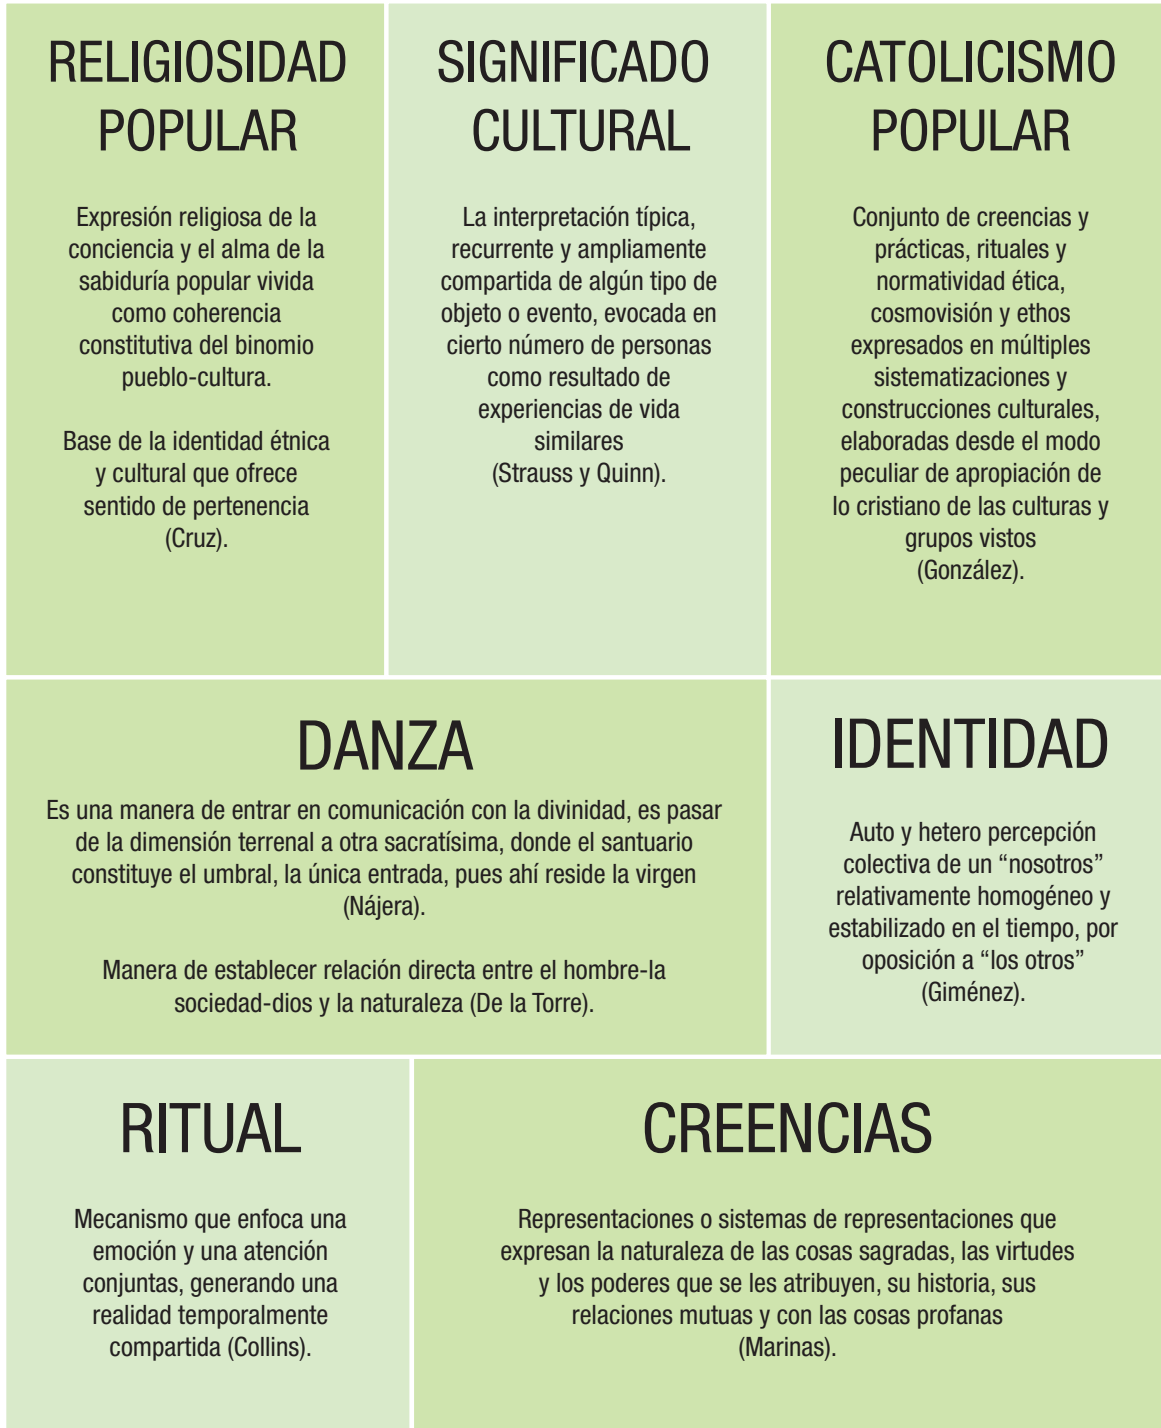 RELIGIOSIDAD
POPULAR
Expresión religiosa de la
conciencia y el alma de la
sabiduría popular vivida
como coherencia
constitutiva del binomio
pueblo-cultura.
Base de la identidad étnica
y cultural que ofrece
sentido de pertenencia
(Cruz).
SIGNIFICADO
CULTURAL
La interpretación típica,
recurrente y ampliamente
compartida de algún tipo de
objeto o evento, evocada en
cierto número de personas
como resultado de
experiencias de vida
similares
(Strauss y Quinn).
CATOLICISMO
POPULAR
Conjunto de creencias y
prácticas, rituales y
normatividad ética,
cosmovisión y ethos
expresados en múltiples
sistematizaciones y
construcciones culturales,
elaboradas desde el modo
peculiar de apropiación de
lo cristiano de las culturas y
grupos vistos
(González).
DANZA
Es una manera de entrar en comunicación con la divinidad, es pasar
de la dimensión terrenal a otra sacratísima, donde el santuario
constituye el umbral, la única entrada, pues ahí reside la virgen
(Nájera).
Manera de establecer relación directa entre el hombre-la
sociedad-dios y la naturaleza (De la Torre).
IDENTIDAD
Auto y hetero percepción
colectiva de un “nosotros”
relativamente homogéneo y
estabilizado en el tiempo, por
oposición a “los otros”
(Giménez).
RITUAL
Mecanismo que enfoca una
emoción y una atención
conjuntas, generando una
realidad temporalmente
compartida (Collins).
CREENCIAS
Representaciones o sistemas de representaciones que
expresan la naturaleza de las cosas sagradas, las virtudes
y los poderes que se les atribuyen, su historia, sus
relaciones mutuas y con las cosas profanas
(Marinas).